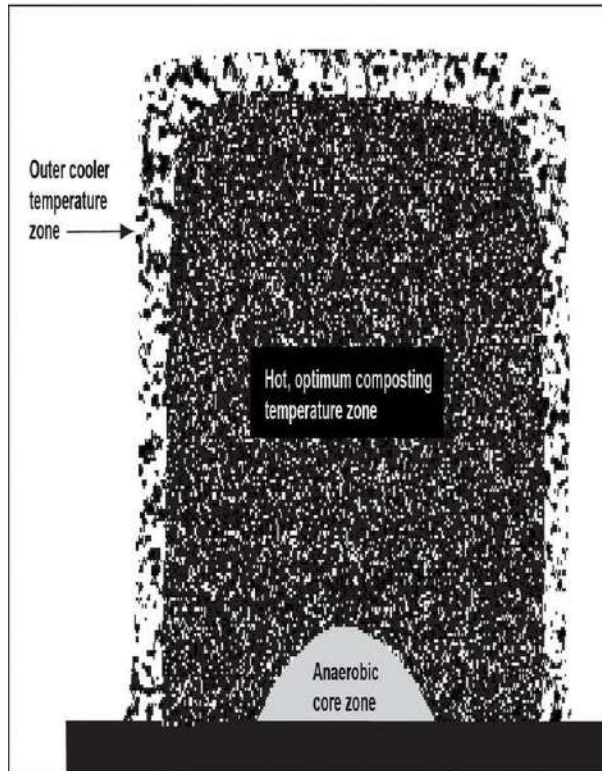 Outer cooler
temperature
zone
Hot, optimum composting
temperature zone
Anaerobic
core zone